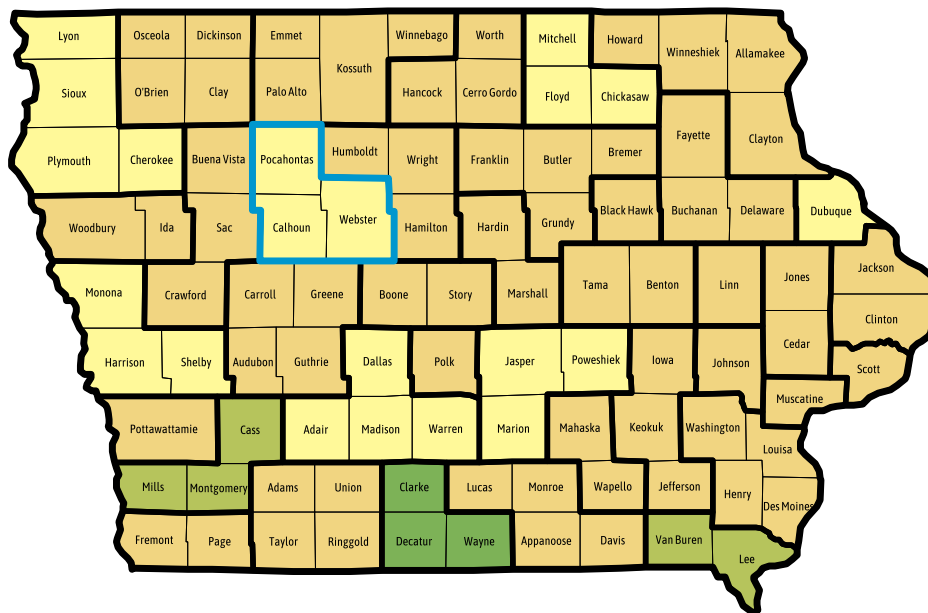 Lyon
Osceola
Dickinson
Emmet
Kossuth
Winnebago
Worth
Mitchell
Howard
Winneshiek
Allamakee
Sioux
O'Brien
Clay
Palo Alto
Hancock
Cerro Gordo
Floyd
Chickasaw
Plymouth
Cherokee
Buena Vista
Pocahontas
Humboldt
Wright
Franklin
Butler
Bremer
Fayette
Clayton
Woodbury
Ida
Sac
Calhoun
Webster
Hamilton
Hardin
Grundy
Black Hawk
Buchanan
Delaware
Dubuque
Monona
Crawford
Carroll
Greene
Boone
Story
Marshall
Tama
Benton
Linn
Jones
Jackson
Clinton
Harrison
Shelby
Audubon
Guthrie
Dallas
Polk
Jasper
Poweshiek
Iowa
Johnson
Cedar
Scott
Muscatine
Pottawattamie
Cass
Adair
Madison
Warren
Marion
Mahaska
Keokuk
Washington
Louisa
Mills
Montgomery
Adams
Union
Clarke
Lucas
Monroe
Wapello
Jefferson
Henry
Des Moines
Fremont
Page
Taylor
Ringgold
Decatur
Wayne
Appanoose
Davis
Van Buren
Lee